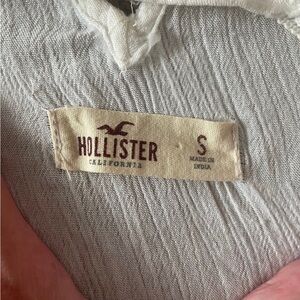 HOLLISTER
CALIFORNIA
S
MADE IN
INDIA